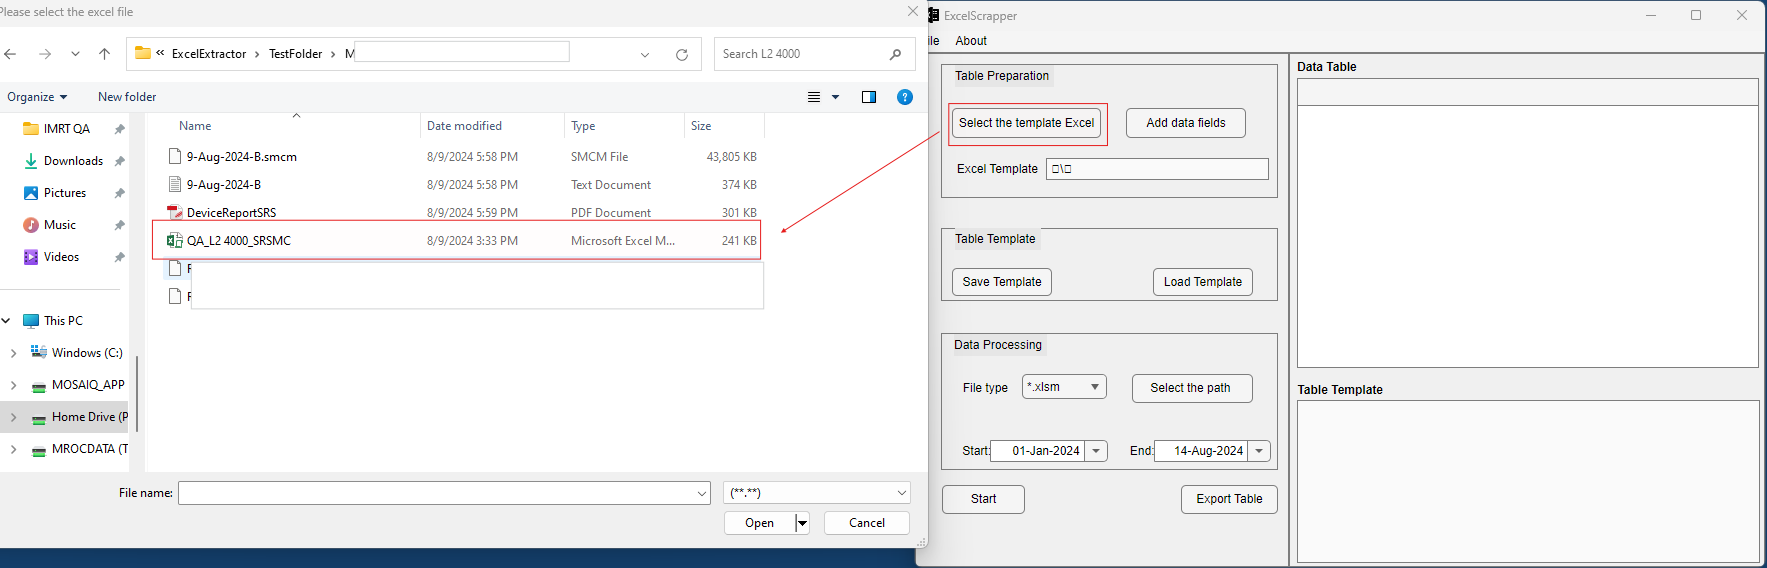 Please select the excel file
« ExcelExtractor > TestFolder > M
Search L2 4000
Organize
New folder
Name
Date modified
Type
Size
IMRT QA
Downloads
Pictures
Music
Videos
This PC
Windows (C:)
MOSAIQ_APP
Home Drive (P
MROCDATA (T
9-Aug-2024-B.smcm 8/9/2024 5:58 PM SMCM File 43,805 KB
9-Aug-2024-B 8/9/2024 5:58 PM Text Document 374 KB
DeviceReportSRS 8/9/2024 5:59 PM PDF Document 301 KB
QA_L2 4000_SRSMC 8/9/2024 3:33 PM Microsoft Excel M... 241 KB
File name:
(**.**)
Open
Cancel
ExcelScrapper
ile About
Table Preparation
Select the template Excel
Add data fields
Excel Template □\□
Table Template
Save Template
Load Template
Data Processing
File type *.xlsm
Select the path
Start: 01-Jan-2024
End: 14-Aug-2024
Start
Export Table
Data Table
Table Template